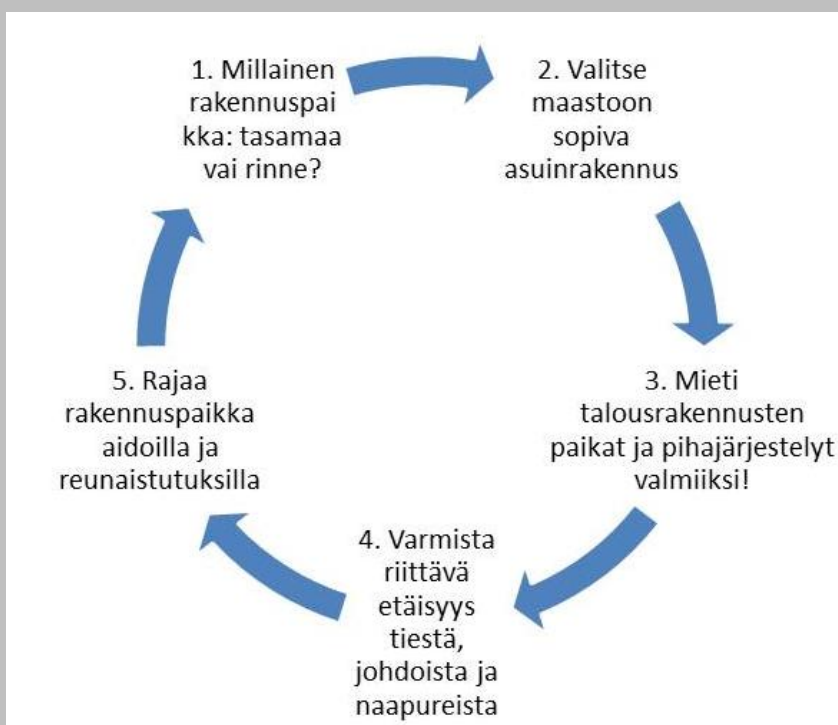 1. Millainen
rakennuspai
kka: tasamaa
vai rinne?
2. Valitse
maastoon
sopiva
asuinrakennus
3. Mieti
talousrakennusten
paikat ja pihajärjestelyt
valmiiksi!
4. Varmista
riittävä
etäisyys
tiestä,
johdoista ja
naapureista
5. Rajaa
rakennuspaikka
aidoilla ja
reunaistutuksilla